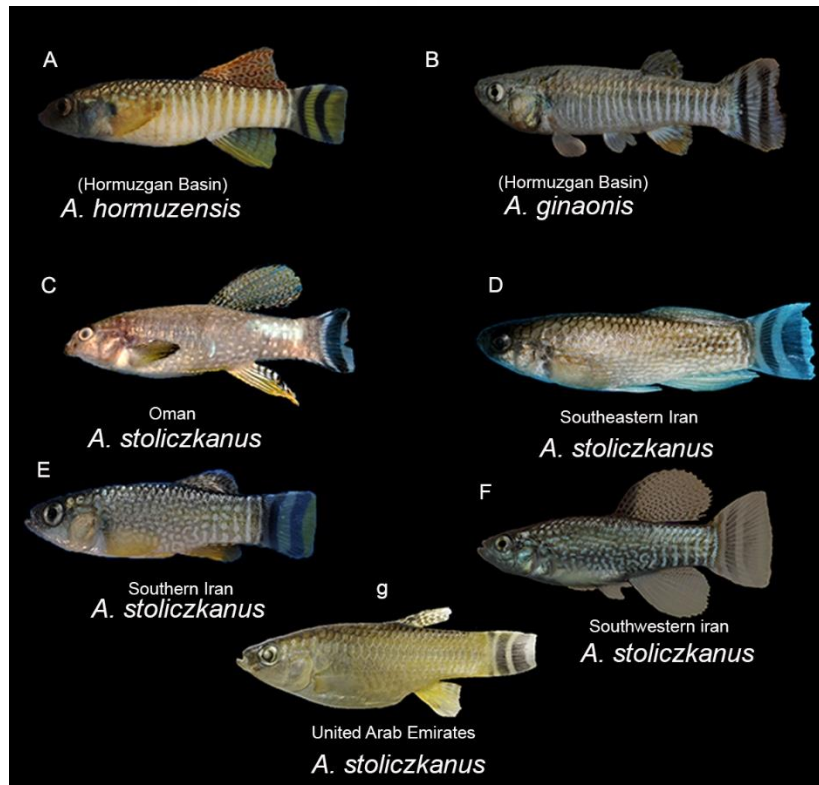 A
B
(Hormuzgan Basin)
A. hormuzensis
(Hormuzgan Basin)
A. ginaonis
C
D
Oman
A. stoliczkanus
Southeastern Iran
A. stoliczkanus
E
F
Southern Iran
A. stoliczkanus
g
Southwestern iran
A. stoliczkanus
United Arab Emirates
A. stoliczkanus